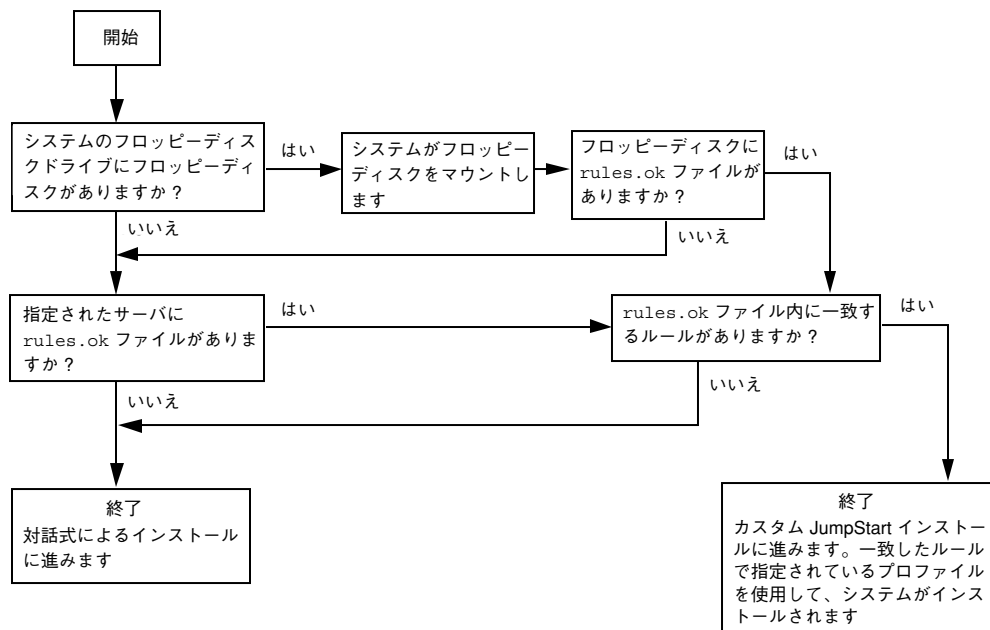 開始
システムのフロッピーディス
クドライブにフロッピーディ
スクがありますか？
はい
システムがフロッピー
ディスクをマウントし
ます
フロッピーディスクに
rules.ok ファイルが
ありますか？
はい
いいえ
いいえ
指定されたサーバに
rules.ok ファイルがありま
すか？
はい
rules.ok ファイル内に一致す
るルールがありますか？
はい
いいえ
いいえ
終了
対話式によるインストール
に進みます
終了
カスタム JumpStart インストー
ルに進みます。一致したルール
で指定されているプロファイル
を使用して、システムがインス
トールされます